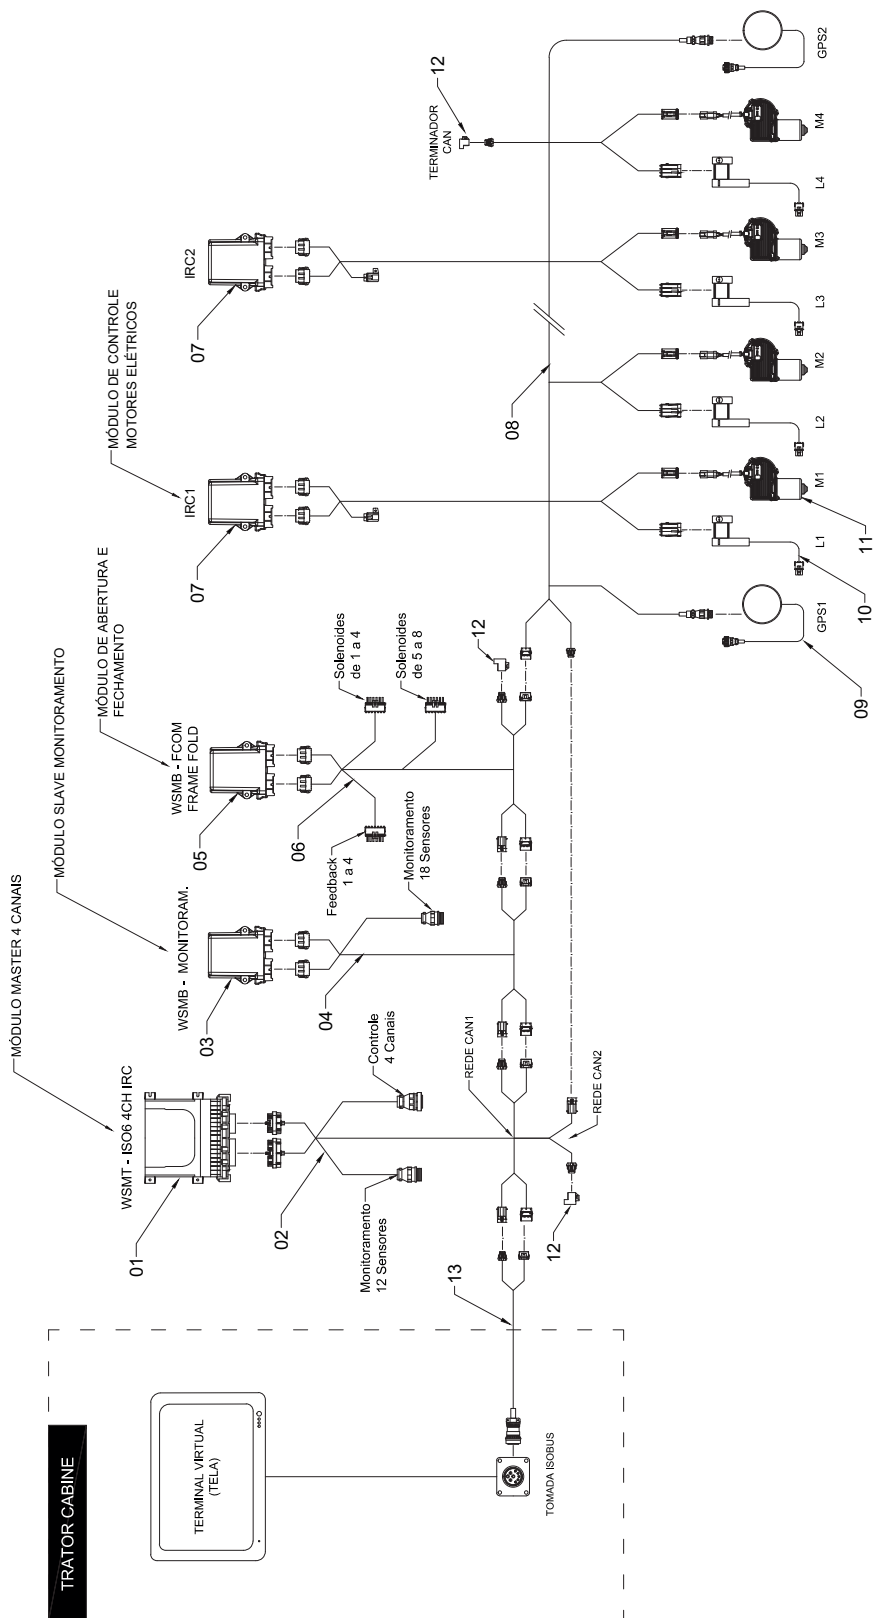 TRATOR CABINE
TERMINAL VIRTUAL
(TELA)
TOMADA ISOBUS
13
MÓDULO MASTER 4 CANAIS
WSMT - ISO6 4CH IRC
01
02
Monitoramento
12 Sensores
Controle
4 Canais
REDE CAN1
REDE CAN2
12
MÓDULO SLAVE MONITORAMENTO
WSMB - MONITORAM.
03
04
Monitoramento
18 Sensores
MÓDULO DE ABERTURA E
FECHAMENTO
WSMB - FCOM
FRAME FOLD
05
06
Feedback
1 a 4
Solenoides
de 1 a 4
Solenoides
de 5 a 8
12
MÓDULO DE CONTROLE
MOTORES ELÉTRICOS
IRC1
07
IRC2
07
08
TERMINADOR
CAN
12
GPS1
09
L1
10
M1
11
L2
M2
L3
M3
L4
M4
GPS2